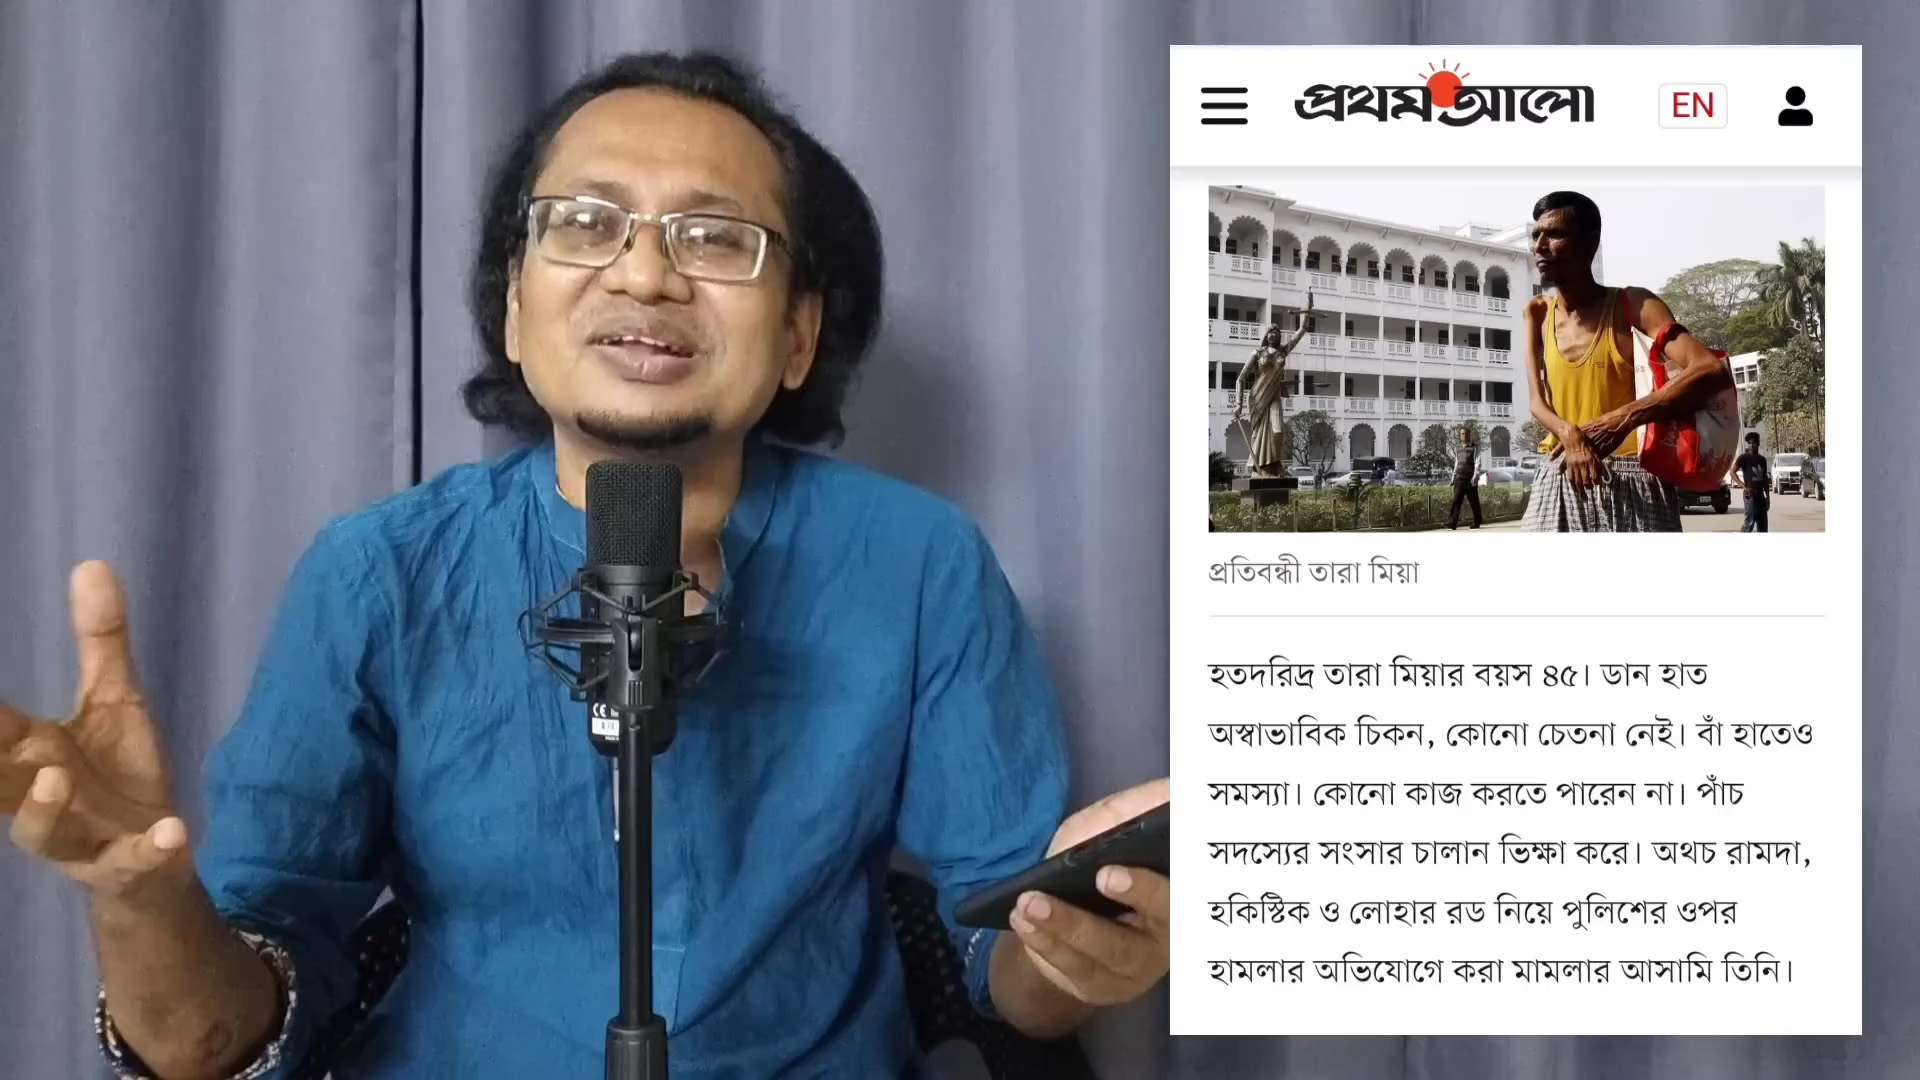 প্রথম আলো
EN
প্রতিবন্ধী তারা মিয়া
হতদরিদ্র তারা মিয়ার বয়স ৪৫। ডান হাত
অস্বাভাবিক চিকন, কোনো চেতনা নেই। বাঁ হাতেও
সমস্যা। কোনো কাজ করতে পারেন না। পাঁচ
সদস্যের সংসার চালান ভিক্ষা করে। অথচ রামদা,
হকিস্টিক ও লোহার রড নিয়ে পুলিশের ওপর
হামলার অভিযোগে করা মামলার আসামি তিনি।
CE